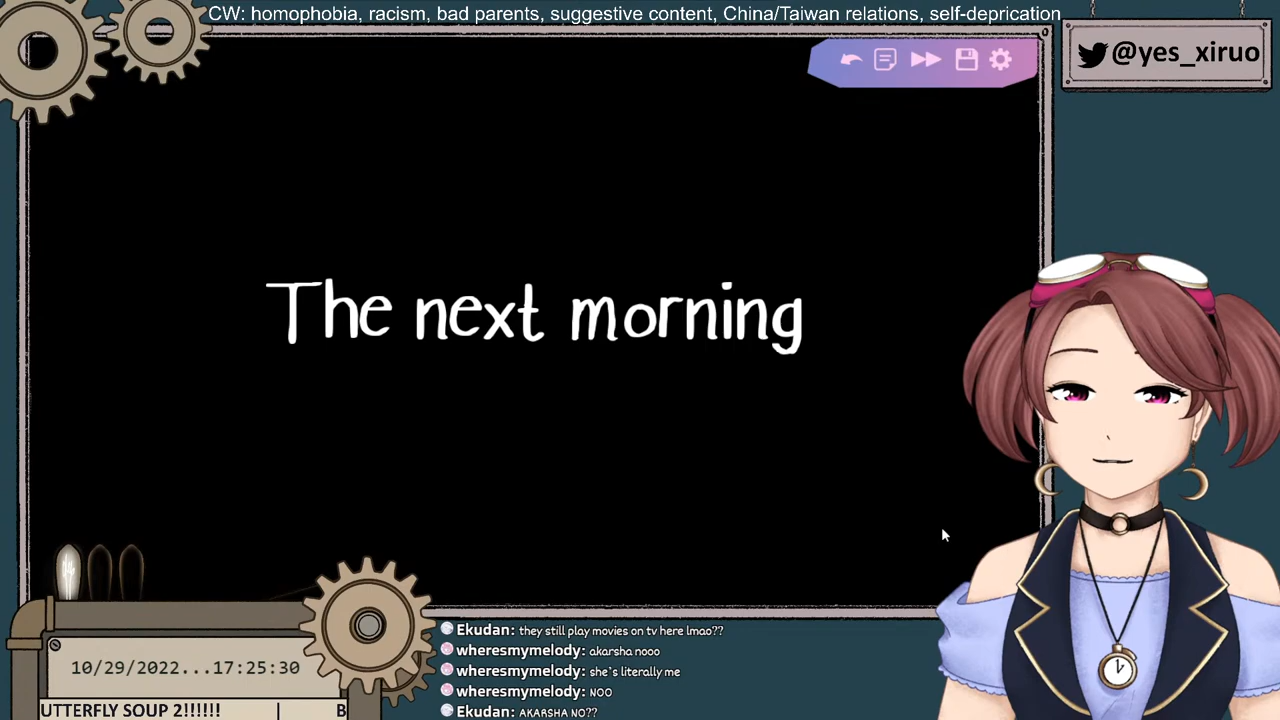 CW: homophobia, racism, bad parents, suggestive content, China/Taiwan relations, self-deprication
@yes_xiruo
The next morning
10/29/2022...17:25:30
UTTERFLY SOUP 2!!!!!! | B
Ekudan: they still play movies on tv here lmao??
wheresmymelody: akarsha nooo
wheresmymelody: she's literally me
wheresmymelody: NOO
Ekudan: AKARSHA NO??